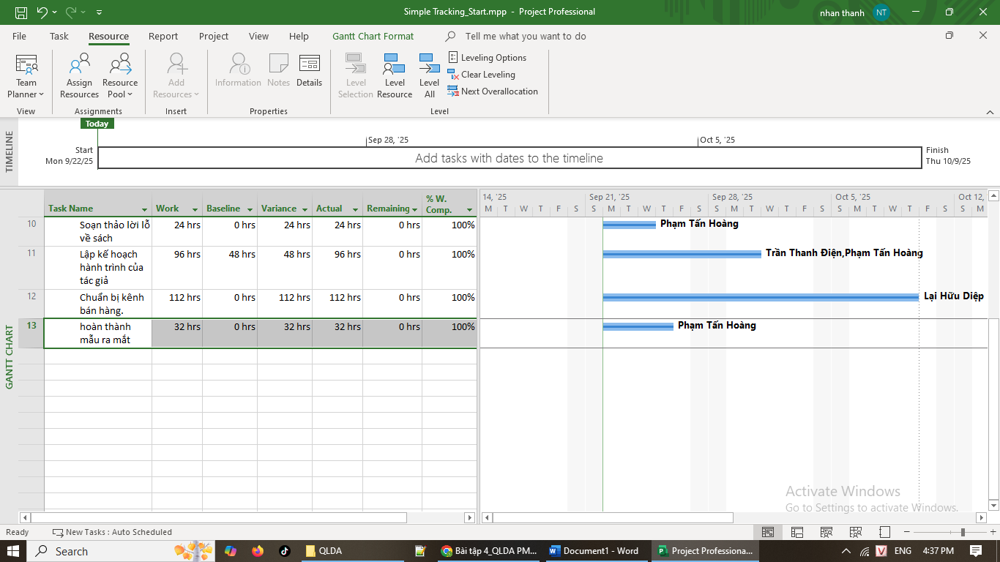 Simple Tracking_Start.mpp - Project Professional
nhan thanh NT
File Task Resource Report Project View Help Gantt Chart Format Tell me what you want to do
Team Planner
Assign Resources
Resource Pool
Add Resources
Information
Notes
Details
Level Selection
Level Resource
Level All
Leveling Options
Clear Leveling
Next Overallocation
View Assignments Insert Properties Level
TIMELINE
Today
Sep 28, '25 Oct 5, '25
Start
Mon 9/22/25
Add tasks with dates to the timeline
Finish
Thu 10/9/25
GANTT CHART
Task Name Work Baseline Variance Actual Remaining % W. Comp.
10 Soạn thảo lời lỗ về sách 24 hrs 0 hrs 24 hrs 24 hrs 0 hrs 100%
11 Lập kế hoạch hành trình của tác giả 96 hrs 48 hrs 48 hrs 96 hrs 0 hrs 100%
12 Chuẩn bị kênh bán hàng. 112 hrs 0 hrs 112 hrs 112 hrs 0 hrs 100%
13 hoàn thành mẫu ra mắt 32 hrs 0 hrs 32 hrs 32 hrs 0 hrs 100%
14, '25 Sep 21, '25 Sep 28, '25 Oct 5, '25 Oct 12,
M T W T F S S M T W T F S S M T W T F S S M T W T F S S M
Phạm Tấn Hoàng
Trần Thanh Điện,Phạm Tấn Hoàng
Lại Hữu Diệp
Phạm Tấn Hoàng
Activate Windows
Go to Settings to activate Windows.
Ready New Tasks : Auto Scheduled
Search
QLDA
Bài tập 4_QLDA PM...
Document1 - Word
Project Professiona...
V ENG 4:37 PM